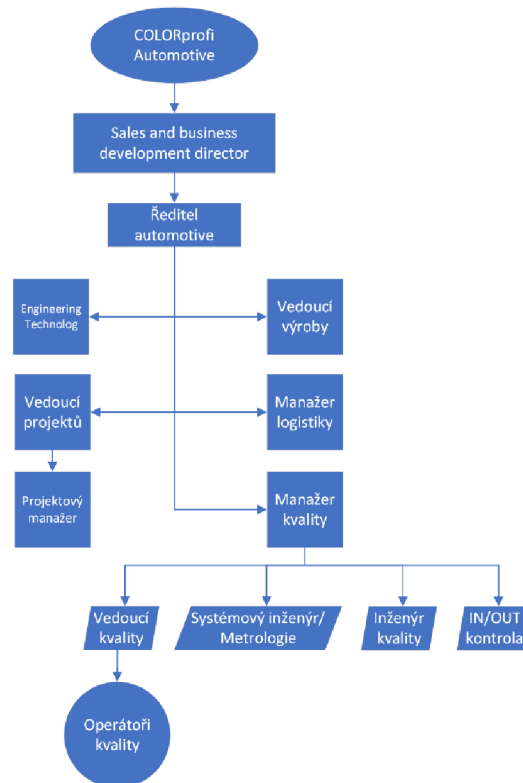 COLORprofi
Automotive
Sales and business
development director
Ředitel
automotive
Engineering
Technolog
Vedoucí
výroby
Vedoucí
projektů
Manažer
logistiky
Projektový
manažer
Manažer
kvality
Vedoucí
kvality
Systémový inženýr/
Metrologie
Inženýr
kvality
IN/OUT
kontrola
Operátoři
kvality